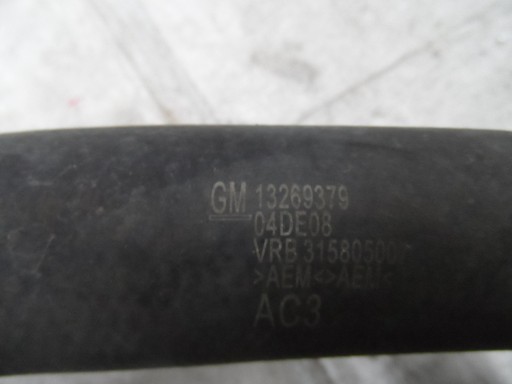 GM 13269379
04DE08
VRB 315805000
>AEM<>AEM<
AC3